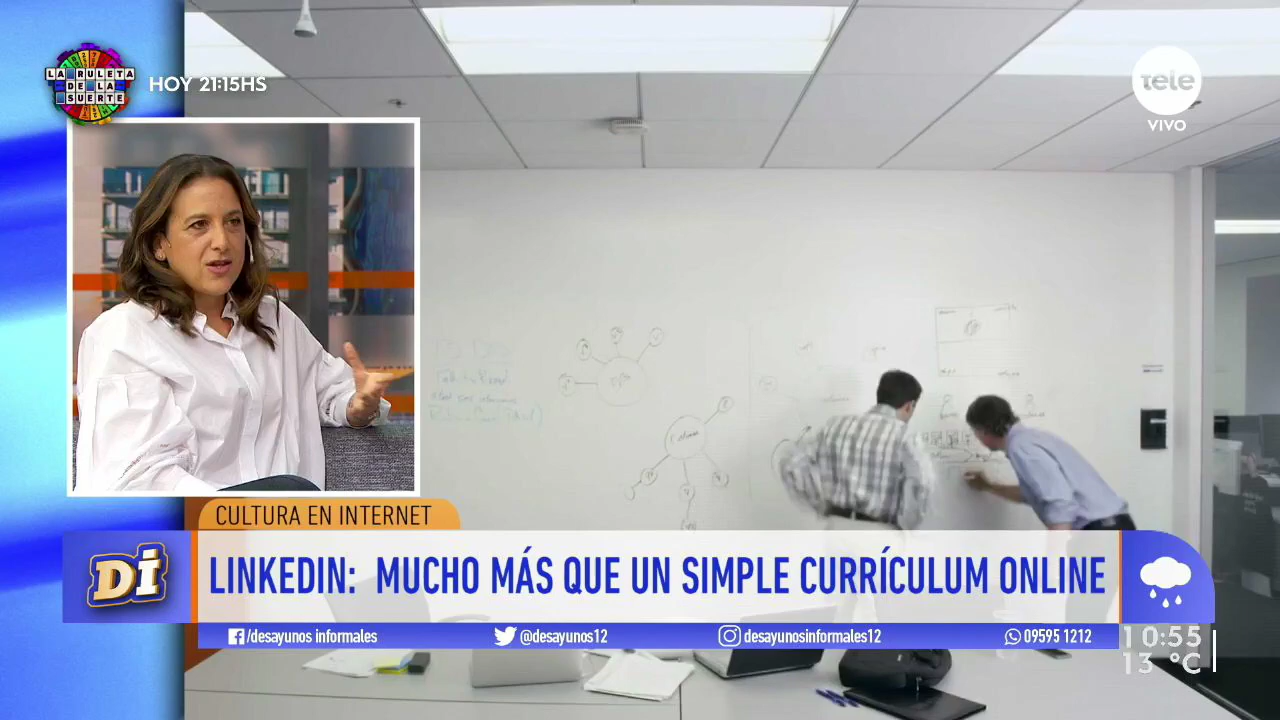 LA RULETA
DE LA
SUERTE
HOY 21:15HS
tele
VIVO
CULTURA EN INTERNET
Di
LINKEDIN: MUCHO MÁS QUE UN SIMPLE CURRÍCULUM ONLINE
/desayunos informales
@desayunos12
desayunosinformales12
09595 1212
10:55
13 °C